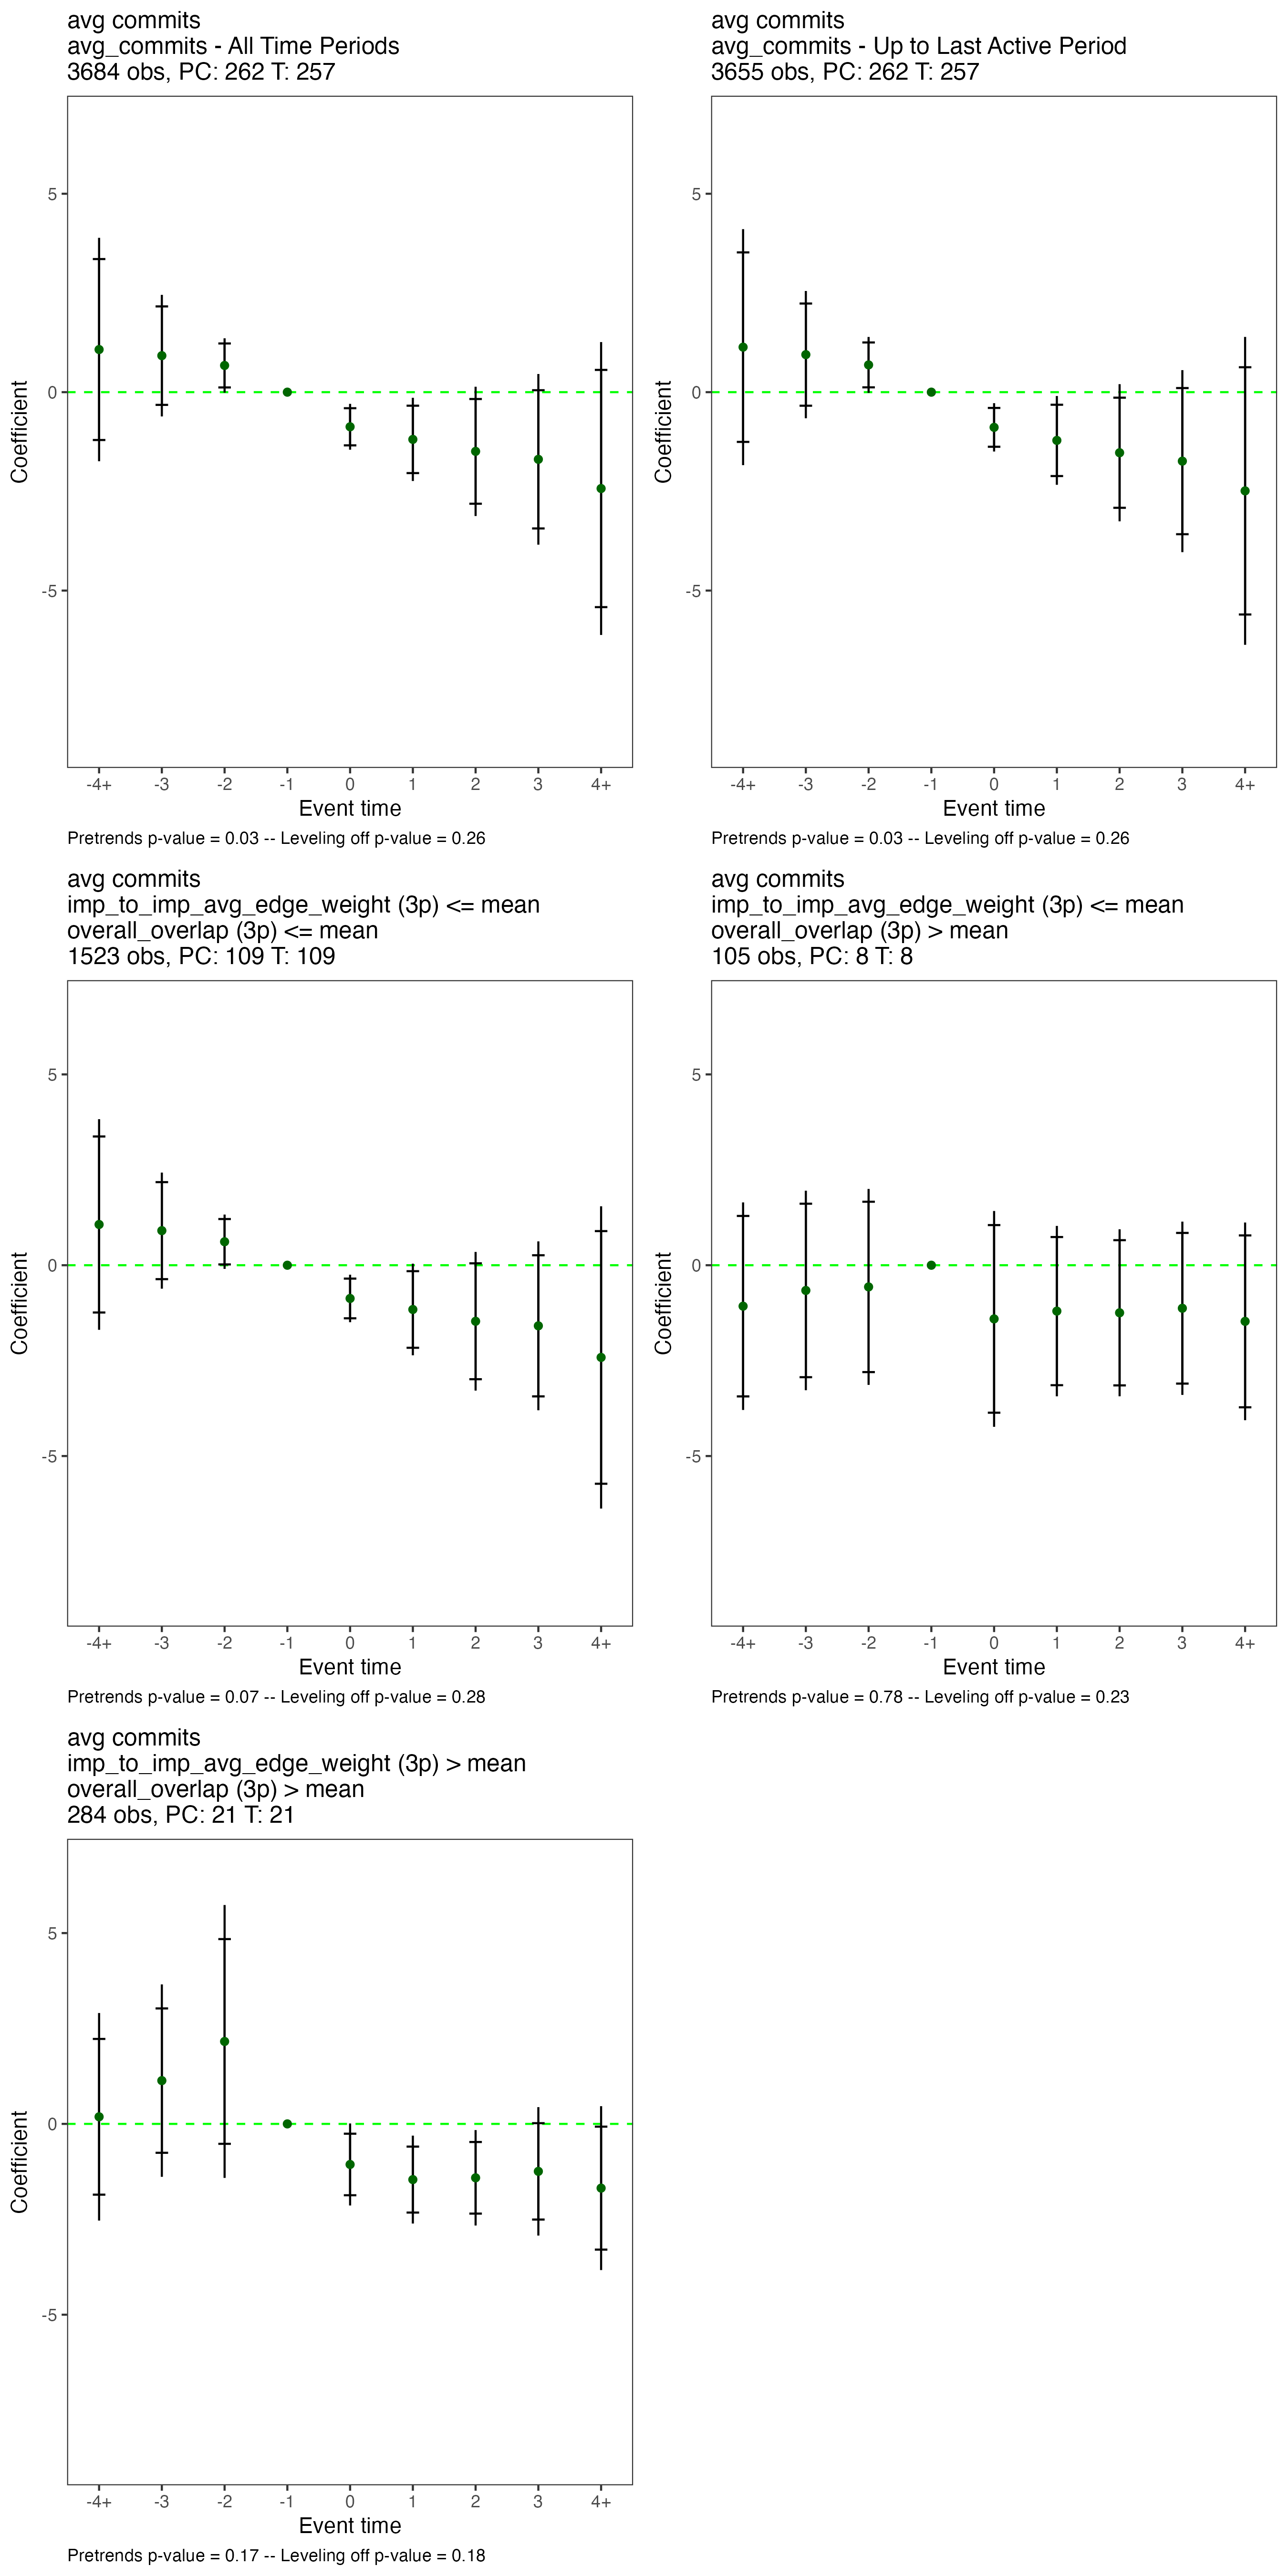 avg commits
avg_commits - All Time Periods
3684 obs, PC: 262 T: 257
5
0
-5
Coefficient
-4+ -3 -2 -1 0 1 2 3 4+
Event time
Pretrends p-value = 0.03 -- Leveling off p-value = 0.26
avg commits
avg_commits - Up to Last Active Period
3655 obs, PC: 262 T: 257
5
0
-5
Coefficient
-4+ -3 -2 -1 0 1 2 3 4+
Event time
Pretrends p-value = 0.03 -- Leveling off p-value = 0.26
avg commits
imp_to_imp_avg_edge_weight (3p) <= mean
overall_overlap (3p) <= mean
1523 obs, PC: 109 T: 109
5
0
-5
Coefficient
-4+ -3 -2 -1 0 1 2 3 4+
Event time
Pretrends p-value = 0.07 -- Leveling off p-value = 0.28
avg commits
imp_to_imp_avg_edge_weight (3p) <= mean
overall_overlap (3p) > mean
105 obs, PC: 8 T: 8
5
0
-5
Coefficient
-4+ -3 -2 -1 0 1 2 3 4+
Event time
Pretrends p-value = 0.78 -- Leveling off p-value = 0.23
avg commits
imp_to_imp_avg_edge_weight (3p) > mean
overall_overlap (3p) > mean
284 obs, PC: 21 T: 21
5
0
-5
Coefficient
-4+ -3 -2 -1 0 1 2 3 4+
Event time
Pretrends p-value = 0.17 -- Leveling off p-value = 0.18